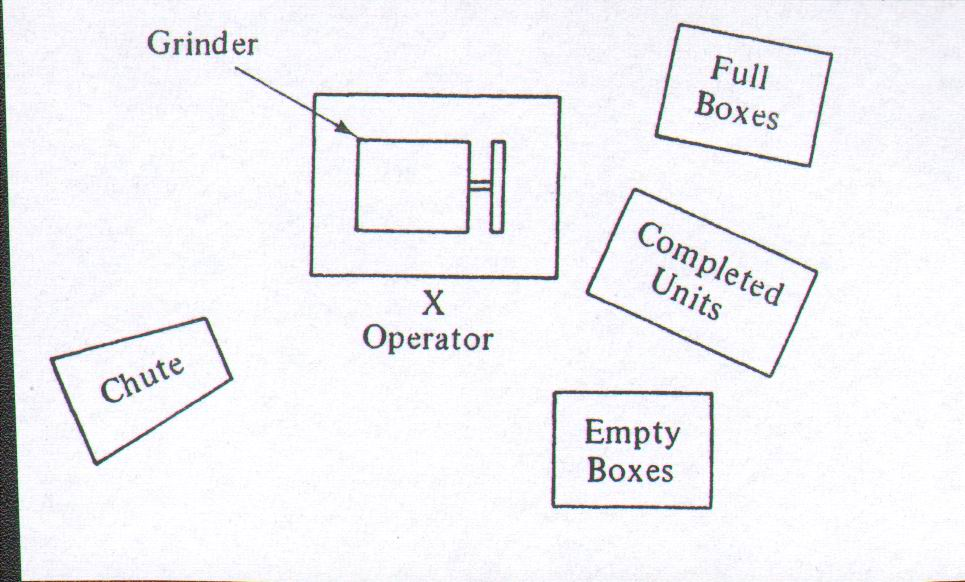 Grinder
Full
Boxes
Completed
Units
X
Operator
Chute
Empty
Boxes